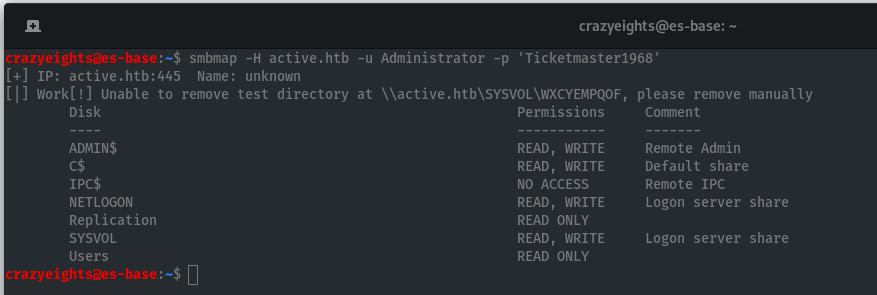 crazyeights@es-base: ~
crazyeights@es-base:~$ smbmap -H active.htb -u Administrator -p 'Ticketmaster1968'
[+] IP: active.htb:445  Name: unknown
[|] Work[!] Unable to remove test directory at \\active.htb\SYSVOL\WXCYEMPQOF, please remove manually
Disk Permissions Comment
---- ----------- -------
ADMIN$ READ, WRITE Remote Admin
C$ READ, WRITE Default share
IPC$ NO ACCESS Remote IPC
NETLOGON READ, WRITE Logon server share
Replication READ ONLY
SYSVOL READ, WRITE Logon server share
Users READ ONLY
crazyeights@es-base:~$